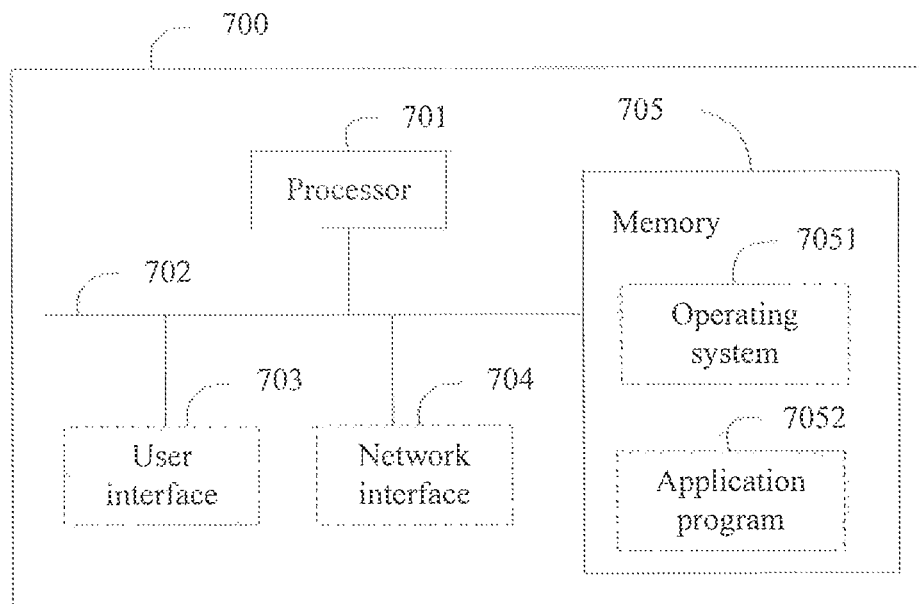 700
701
Processor
705
Memory
7051
Operating
system
702
703
User
interface
704
Network
interface
7052
Application
program